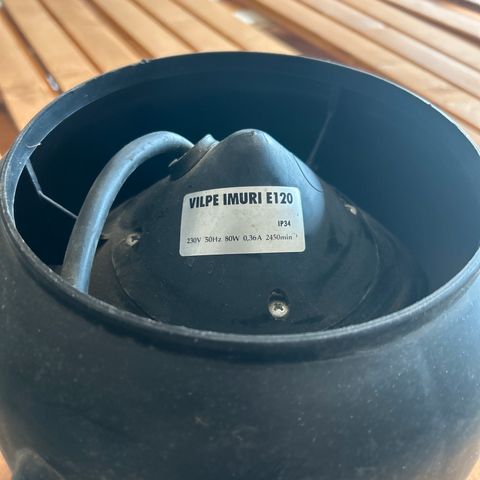 VILPE IMURI E120
IP34
230V 50Hz 80W 0,36A 2450min⁻¹